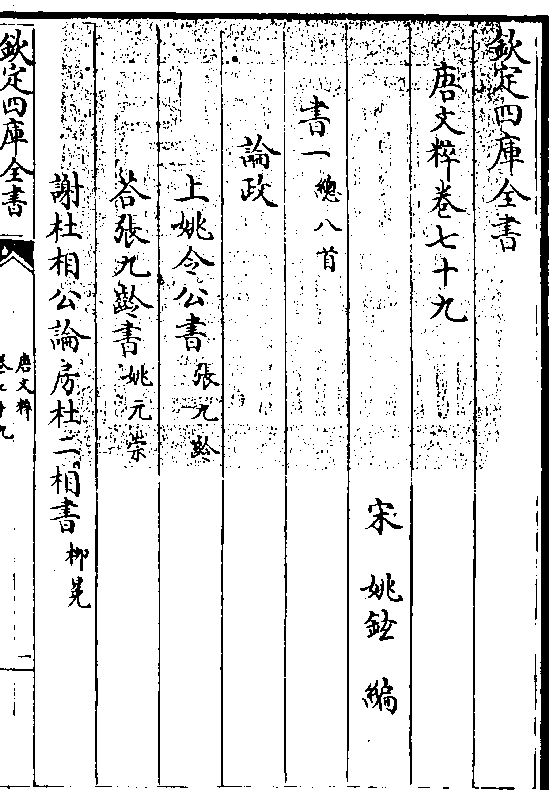 欽定四庫全書
唐文粹卷七十九
宋 姚鉉 編
書一 總八首
論政
上姚令公書 張九齡
荅張九齡書 姚元崇
謝杜相公論房杜二相書 柳冕
欽定四庫全書
唐文粹
卷七十九
一